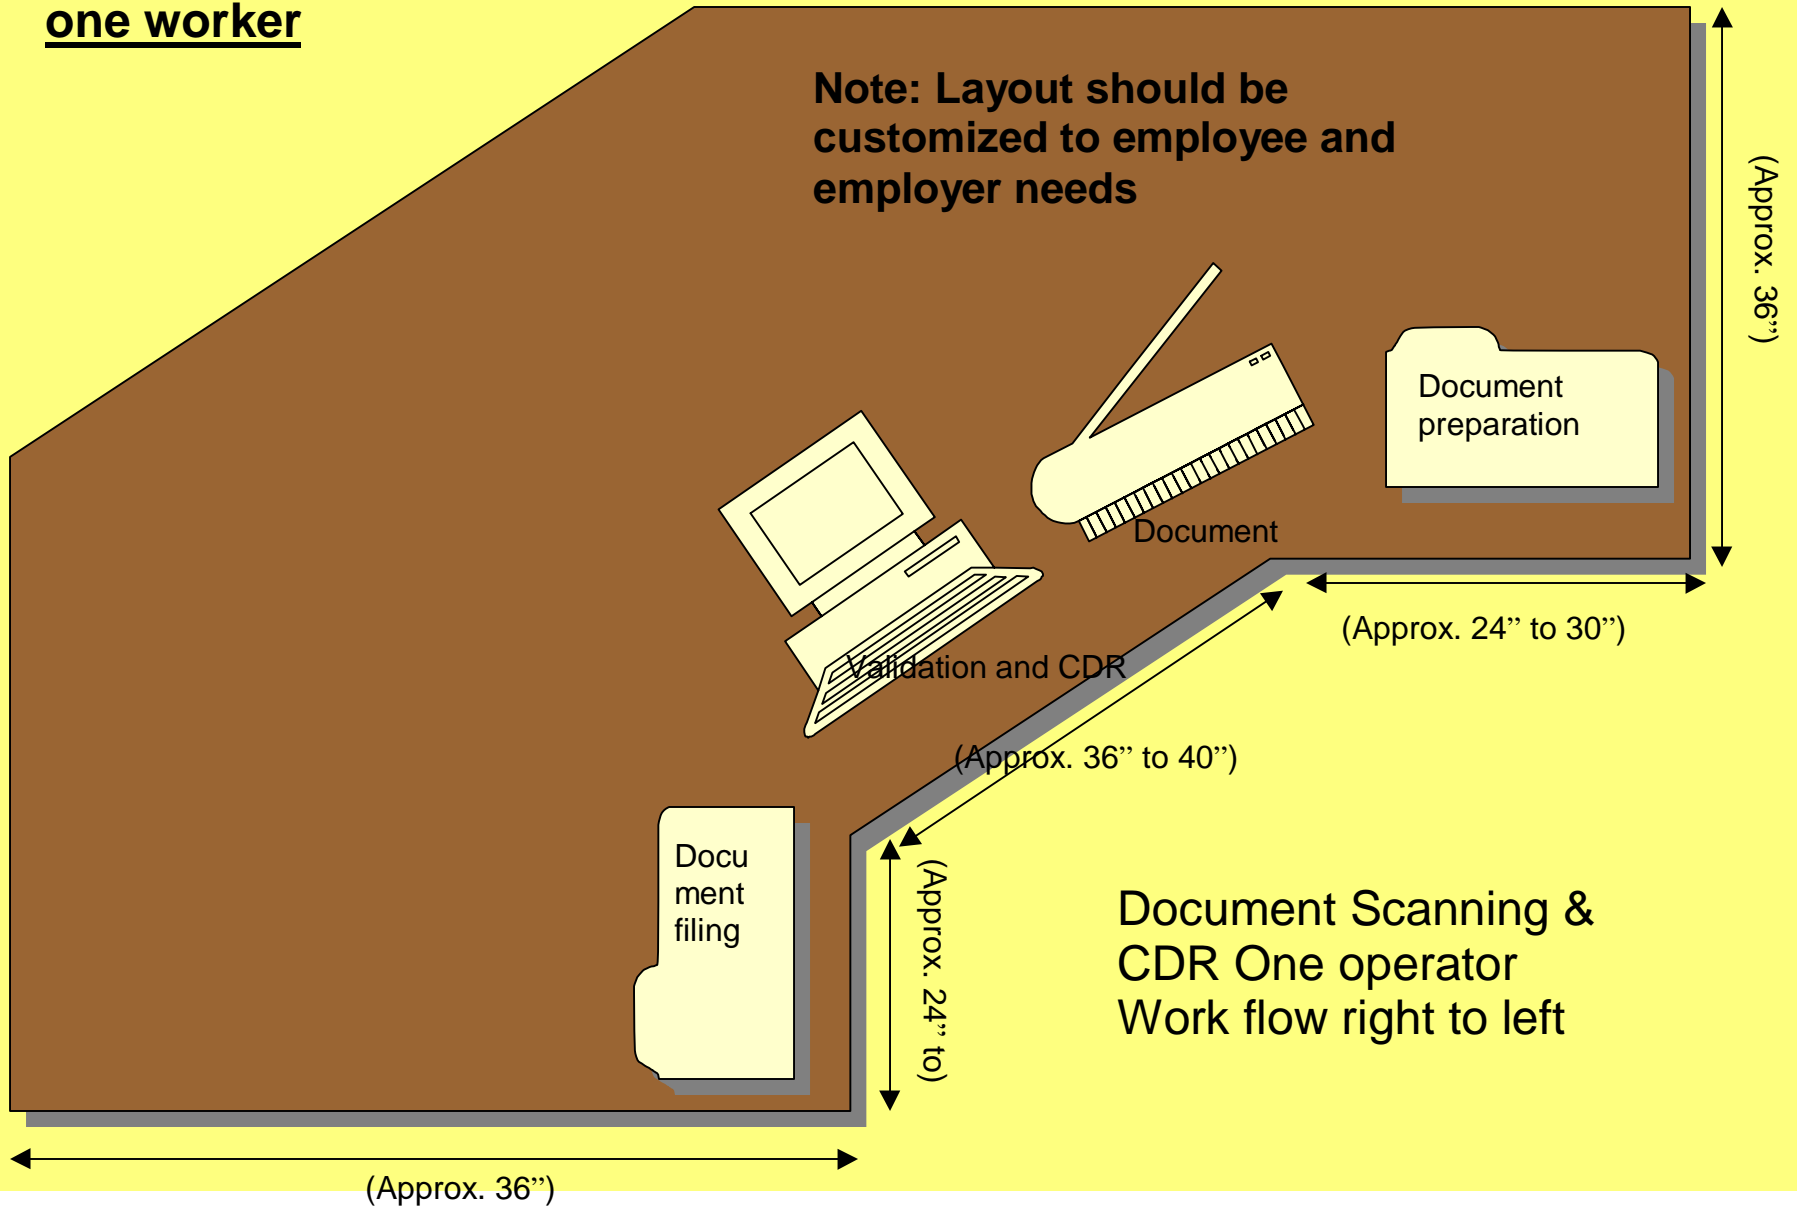 one worker
Note: Layout should be
customized to employee and
employer needs
(Approx. 36”)
Document
preparation
Document
(Approx. 24” to 30”)
Validation and CDR
(Approx. 36” to 40”)
Docu
ment
filing
(Approx. 24” to)
Document Scanning &
CDR One operator
Work flow right to left
(Approx. 36”)